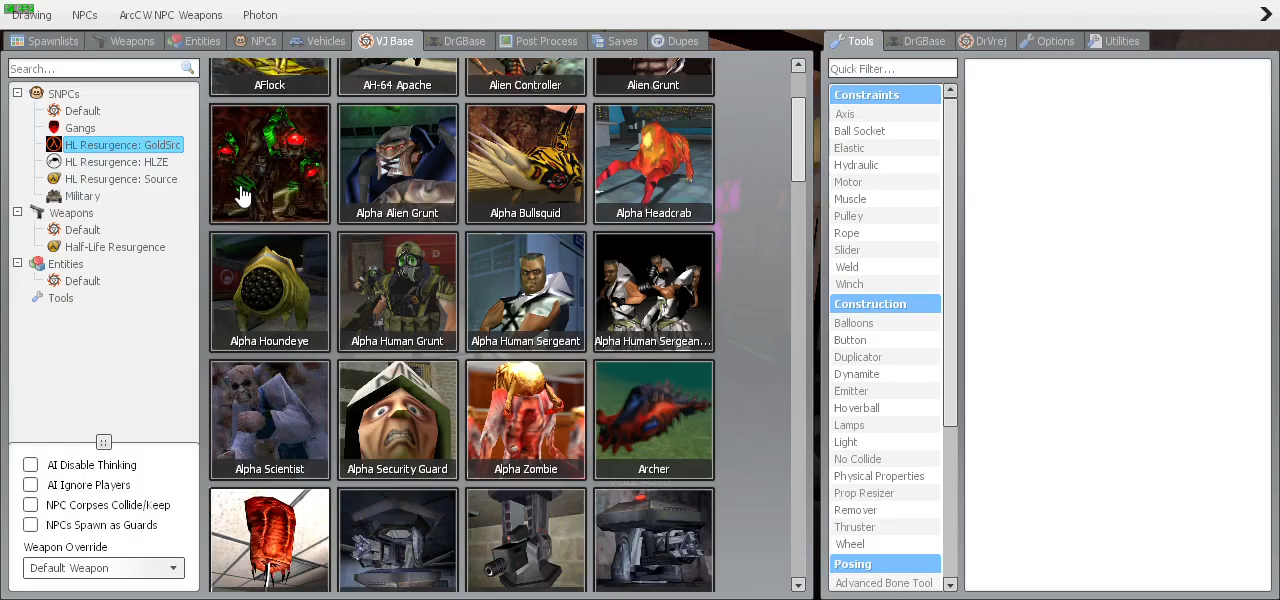 Drawing NPCs ArcCW NPC Weapons Photon
Spawnlists Weapons Entities NPCs Vehicles VJ Base DrGBase Post Process Saves Dupes
Tools DrGBase DrVrej Options Utilities
Search...
SNPCs
Default
Gangs
HL Resurgence: GoldSrc
HL Resurgence: HLZE
HL Resurgence: Source
Military
Weapons
Default
Half-Life Resurgence
Entities
Default
Tools
AI Disable Thinking
AI Ignore Players
NPC Corpses Collide/Keep
NPCs Spawn as Guards
Weapon Override
Default Weapon
AFlock AH-64 Apache Alien Controller Alien Grunt
Alpha Alien Grunt Alpha Bullsquid Alpha Headcrab
Alpha Houndeye Alpha Human Grunt Alpha Human Sergeant Alpha Human Sergean...
Alpha Scientist Alpha Security Guard Alpha Zombie Archer
Quick Filter...
Constraints
Axis
Ball Socket
Elastic
Hydraulic
Motor
Muscle
Pulley
Rope
Slider
Weld
Winch
Construction
Balloons
Button
Duplicator
Dynamite
Emitter
Hoverball
Lamps
Light
No Collide
Physical Properties
Prop Resizer
Remover
Thruster
Wheel
Posing
Advanced Bone Tool